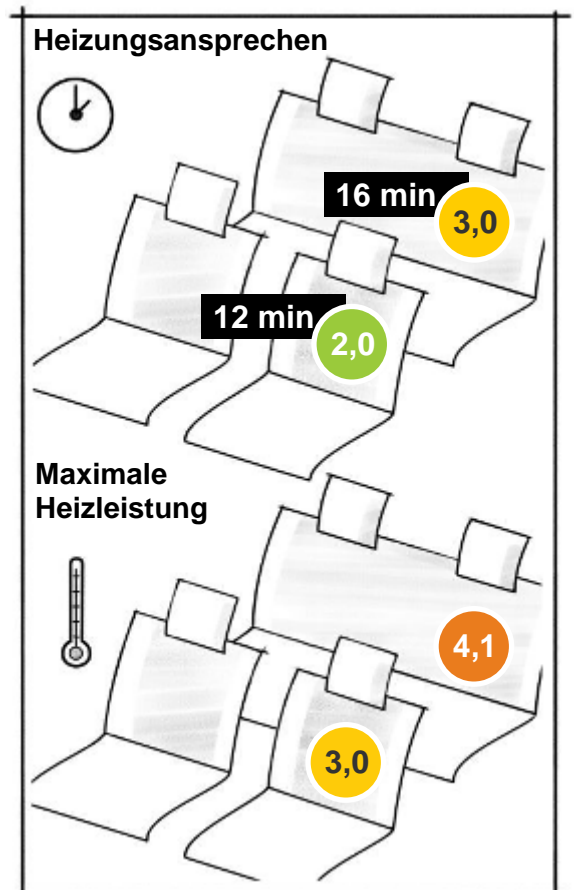 Heizungsansprechen
16 min
3,0
12 min
2,0
Maximale
Heizleistung
4,1
3,0